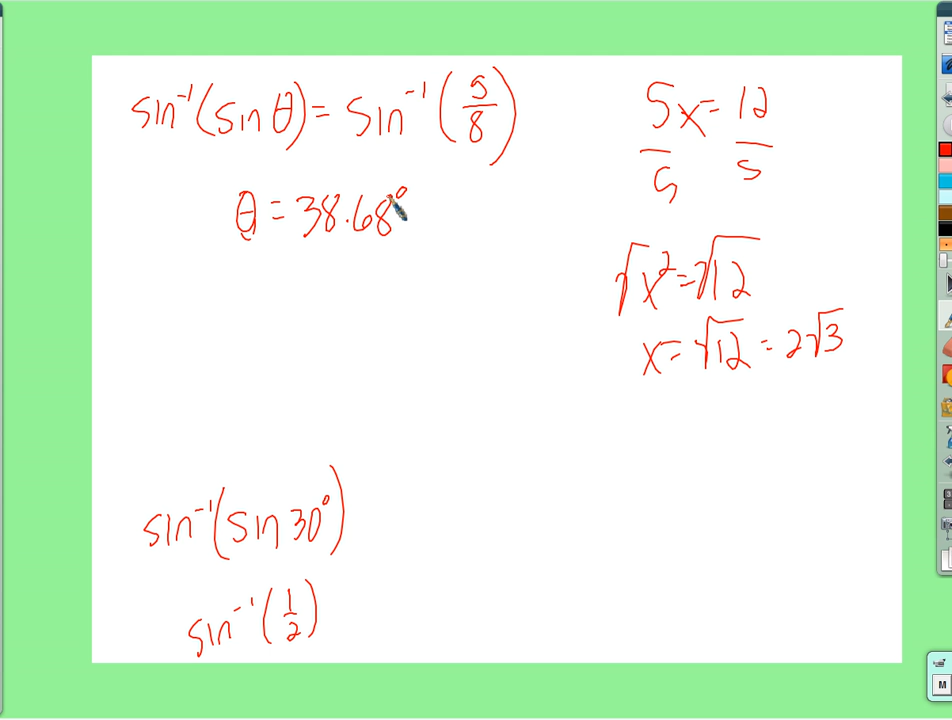 sin⁻¹(sin θ) = sin⁻¹(5/8)
θ = 38.68°
5x = 12
5 5
√x² = √12
x = √12 = 2√3
sin⁻¹(sin 30°)
sin⁻¹(1/2)
M